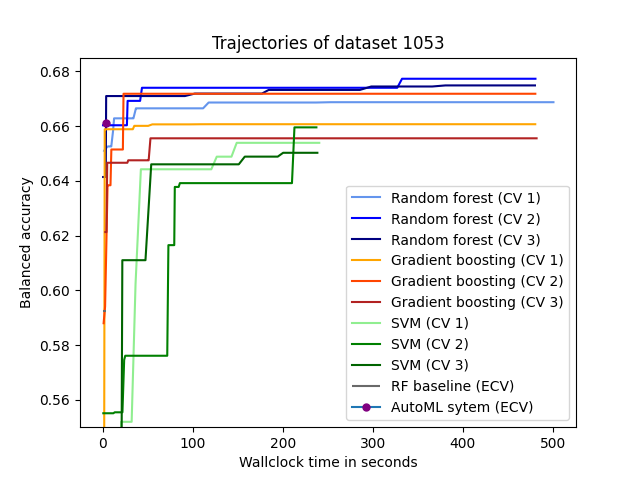 Trajectories of dataset 1053
Balanced accuracy
0.68
0.66
0.64
0.62
0.60
0.58
0.56
Random forest (CV 1)
Random forest (CV 2)
Random forest (CV 3)
Gradient boosting (CV 1)
Gradient boosting (CV 2)
Gradient boosting (CV 3)
SVM (CV 1)
SVM (CV 2)
SVM (CV 3)
RF baseline (ECV)
AutoML sytem (ECV)
0 100 200 300 400 500
Wallclock time in seconds